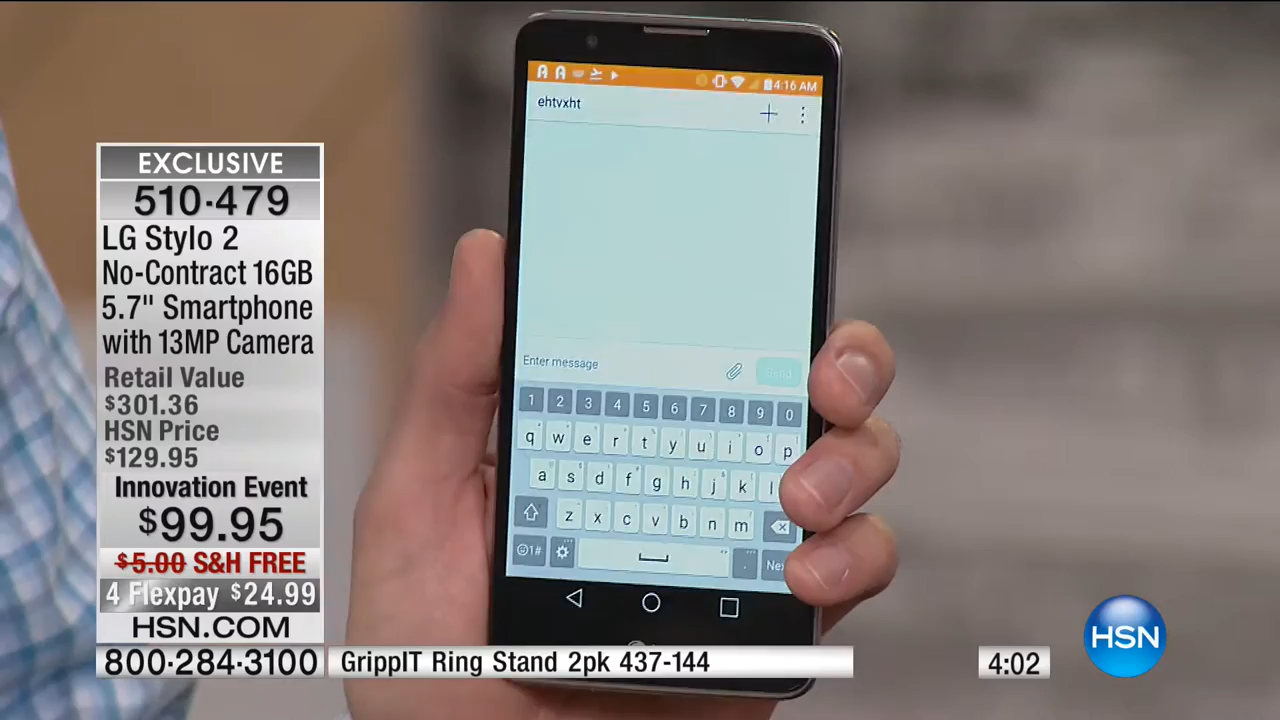 EXCLUSIVE
510-479
LG Stylo 2
No-Contract 16GB
5.7" Smartphone
with 13MP Camera
Retail Value
$301.36
HSN Price
$129.95
Innovation Event
$99.95
$5.00 S&H FREE
4 Flexpay $24.99
HSN.COM
800-284-3100
GrippIT Ring Stand 2pk 437-144
4:02
HSN
4:16 AM
ehtvxht
Enter message
Send
1 2 3 4 5 6 7 8 9 0
q w e r t y u i o p
a s d f g h j k l
z x c v b n m
1# .